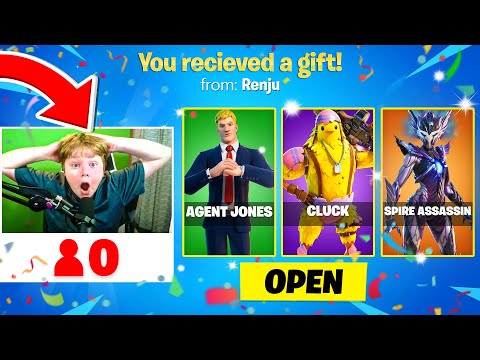 You recieved a gift!
from: Renju
AGENT JONES
CLUCK
SPIRE ASSASSIN
0
OPEN